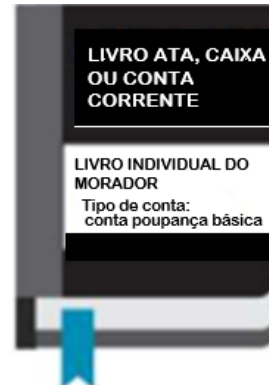 LIVRO ATA, CAIXA
OU CONTA
CORRENTE
LIVRO INDIVIDUAL DO
MORADOR
Tipo de conta:
conta poupança básica